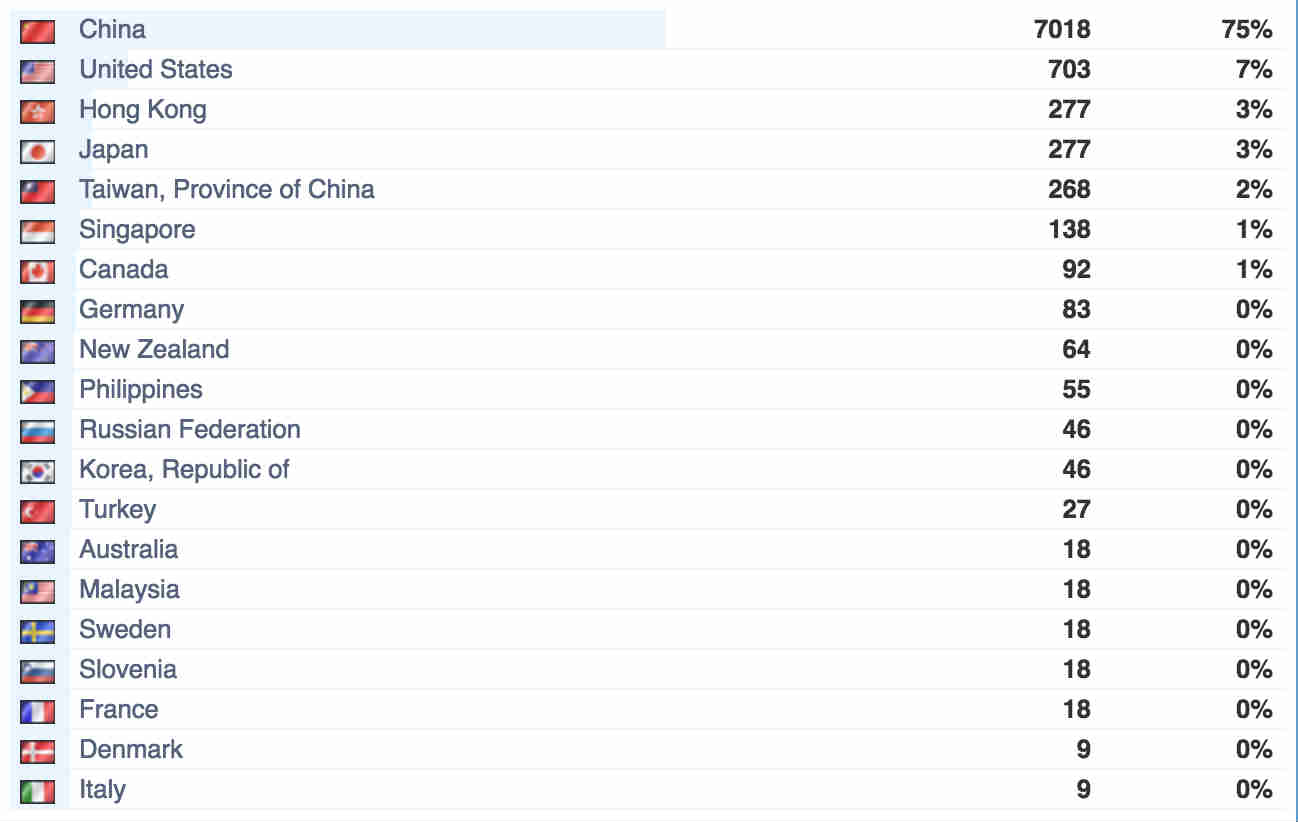 China 7018 75%
United States 703 7%
Hong Kong 277 3%
Japan 277 3%
Taiwan, Province of China 268 2%
Singapore 138 1%
Canada 92 1%
Germany 83 0%
New Zealand 64 0%
Philippines 55 0%
Russian Federation 46 0%
Korea, Republic of 46 0%
Turkey 27 0%
Australia 18 0%
Malaysia 18 0%
Sweden 18 0%
Slovenia 18 0%
France 18 0%
Denmark 9 0%
Italy 9 0%